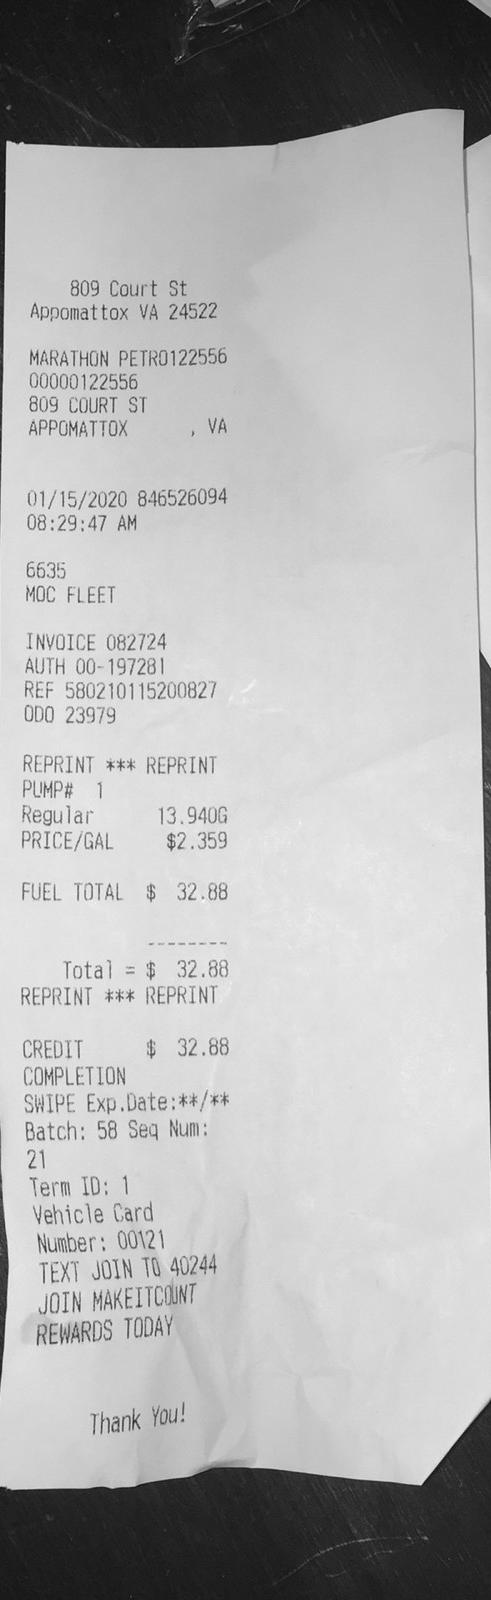 809 Court St
Appomattox VA 24522
MARATHON PETRO122556
00000122556
809 COURT ST
APPOMATTOX , VA
01/15/2020 846526094
08:29:47 AM
6635
MOC FLEET
INVOICE 082724
AUTH 00-197281
REF 580210115200827
ODO 23979
REPRINT *** REPRINT
PUMP# 1
Regular 13.940G
PRICE/GAL $2.359
FUEL TOTAL $ 32.88
--------
Total = $ 32.88
REPRINT *** REPRINT
CREDIT $ 32.88
COMPLETION
SWIPE Exp.Date:**/**
Batch: 58 Seq Num:
21
Term ID: 1
Vehicle Card
Number: 00121
TEXT JOIN TO 40244
JOIN MAKEITCOUNT
REWARDS TODAY
Thank You!